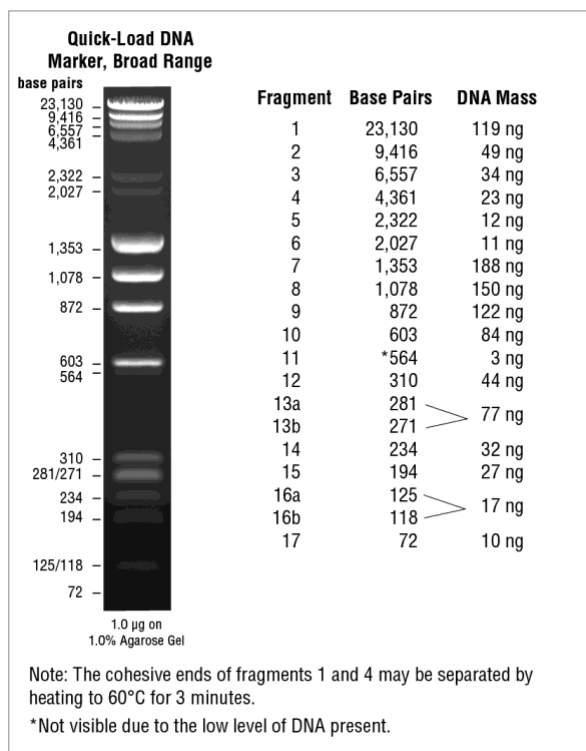 Quick-Load DNA
Marker, Broad Range
base pairs
23,130
9,416
6,557
4,361
2,322
2,027
1,353
1,078
872
603
564
310
281/271
234
194
125/118
72
1.0 µg on
1.0% Agarose Gel
Fragment Base Pairs DNA Mass
1 23,130 119 ng
2 9,416 49 ng
3 6,557 34 ng
4 4,361 23 ng
5 2,322 12 ng
6 2,027 11 ng
7 1,353 188 ng
8 1,078 150 ng
9 872 122 ng
10 603 84 ng
11 *564 3 ng
12 310 44 ng
13a 281
77 ng
13b 271
14 234 32 ng
15 194 27 ng
16a 125
17 ng
16b 118
17 72 10 ng
Note: The cohesive ends of fragments 1 and 4 may be separated by
heating to 60°C for 3 minutes.
*Not visible due to the low level of DNA present.